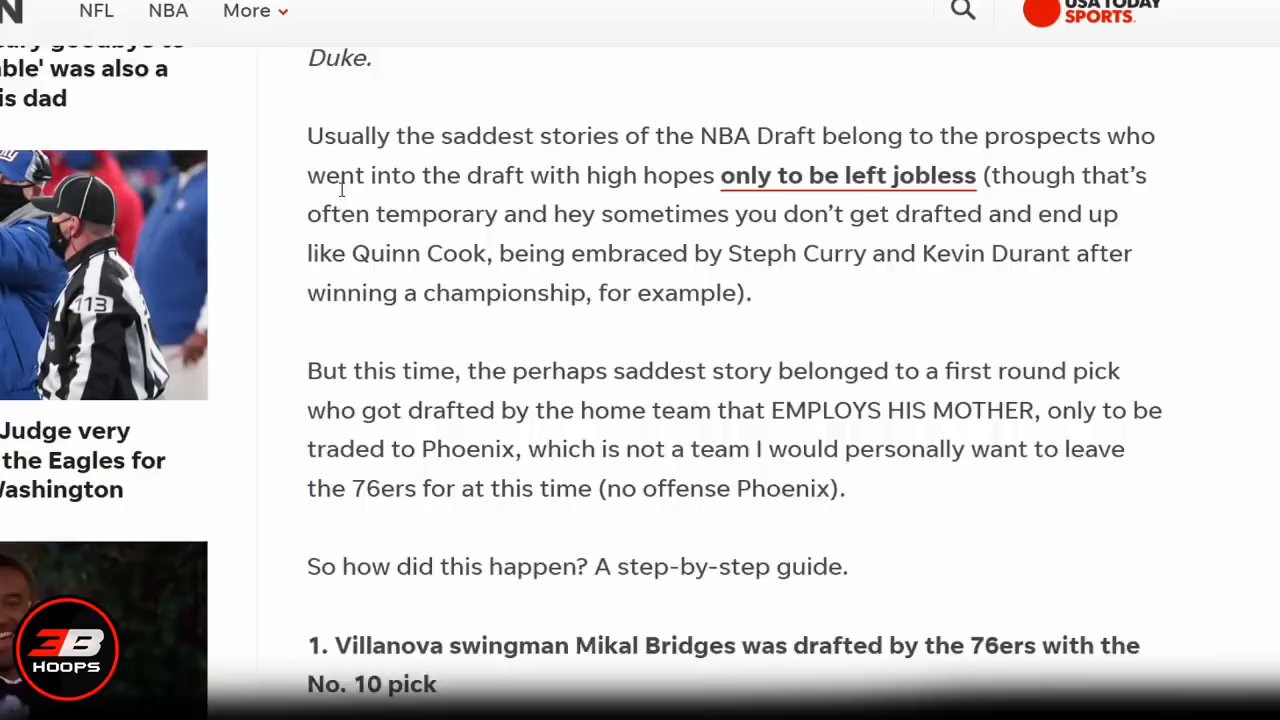 N NFL NBA More
USA TODAY
SPORTS
goodbye to
able' was also a
is dad
Duke.
Usually the saddest stories of the NBA Draft belong to the prospects who
went into the draft with high hopes only to be left jobless (though that's
often temporary and hey sometimes you don't get drafted and end up
like Quinn Cook, being embraced by Steph Curry and Kevin Durant after
winning a championship, for example).
113
But this time, the perhaps saddest story belonged to a first round pick
who got drafted by the home team that EMPLOYS HIS MOTHER, only to be
traded to Phoenix, which is not a team I would personally want to leave
the 76ers for at this time (no offense Phoenix).
Judge very
the Eagles for
Washington
So how did this happen? A step-by-step guide.
1. Villanova swingman Mikal Bridges was drafted by the 76ers with the
No. 10 pick
3B
HOOPS